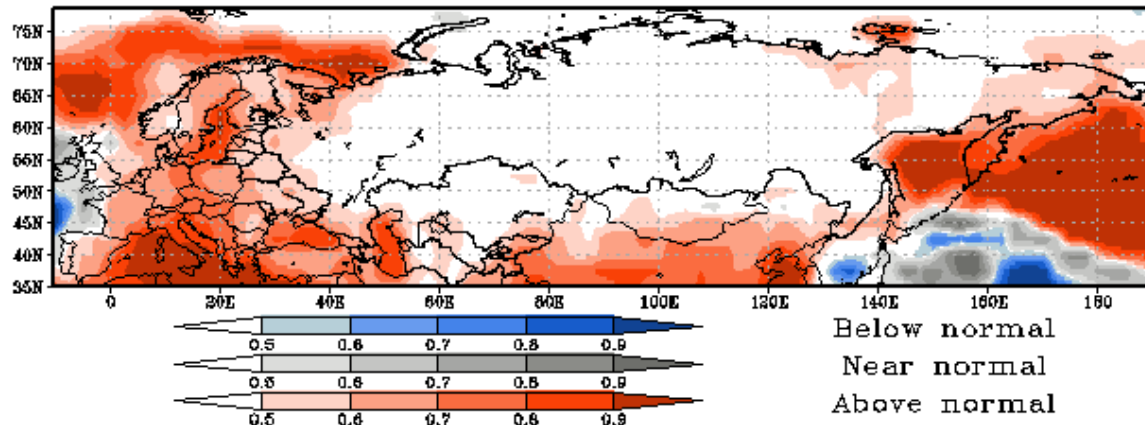 75N
70N
65N
60N
55N
50N
45N
40N
35N
0 20E 40E 60E 80E 100E 120E 140E 160E 180
0.5 0.6 0.7 0.8 0.9 Below normal
0.5 0.6 0.7 0.8 0.9 Near normal
0.5 0.6 0.7 0.8 0.9 Above normal